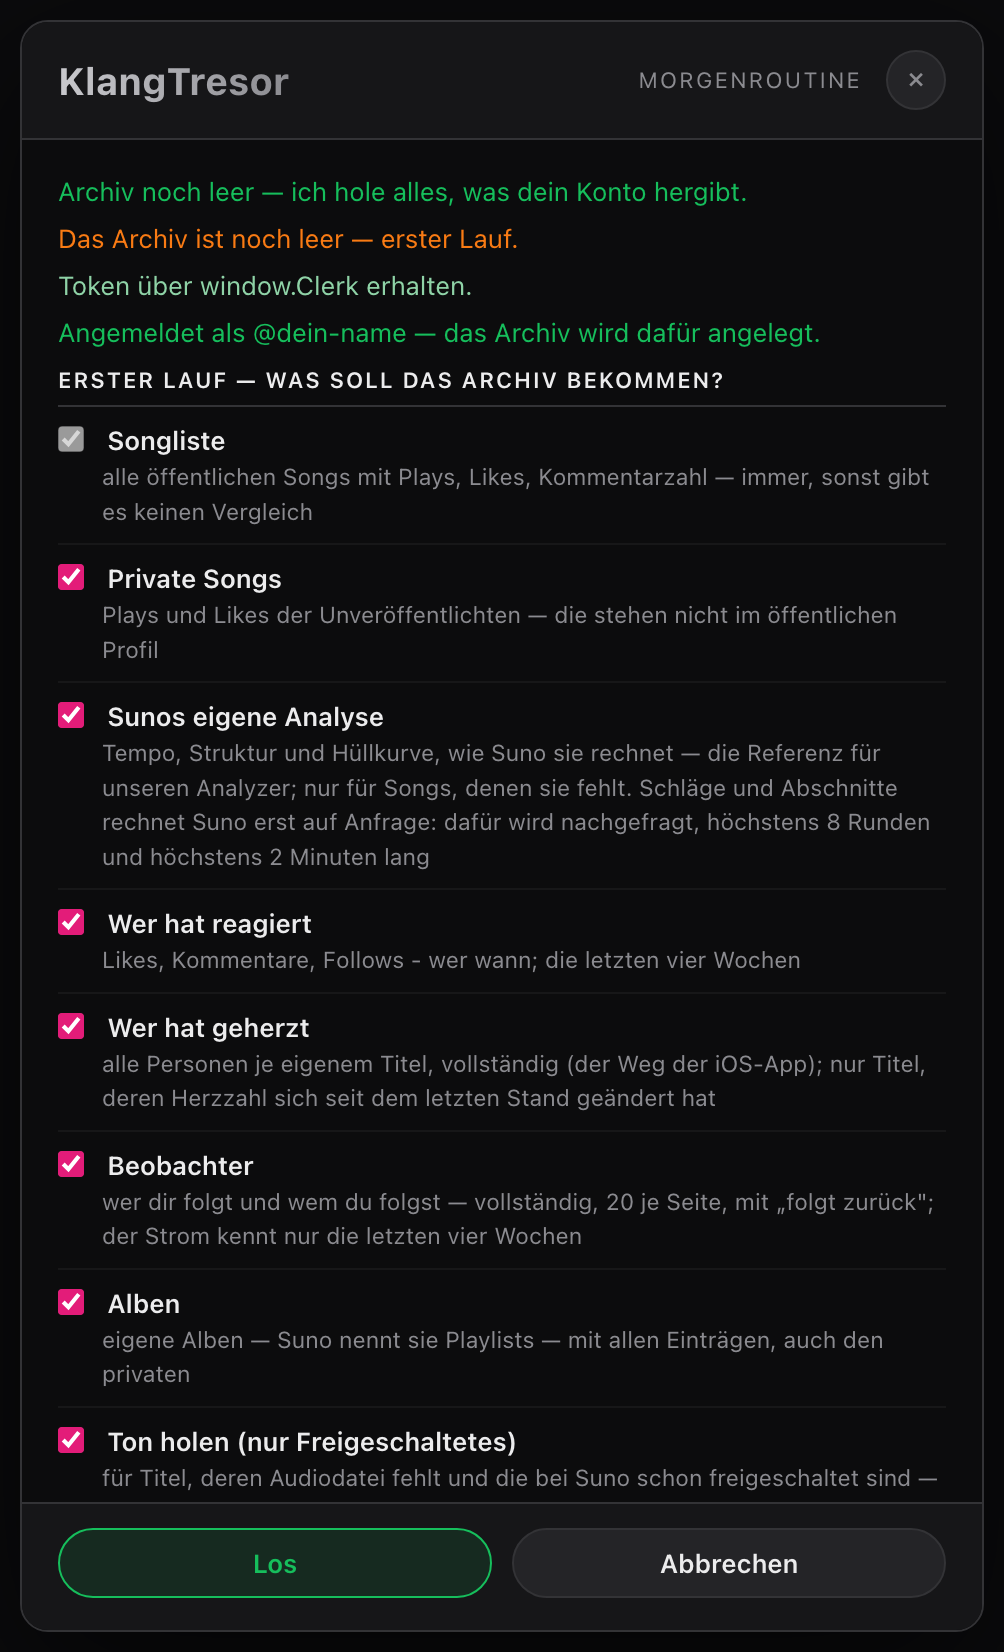 KlangTresor
MORGENROUTINE
×
Archiv noch leer — ich hole alles, was dein Konto hergibt.
Das Archiv ist noch leer — erster Lauf.
Token über window.Clerk erhalten.
Angemeldet als @dein-name — das Archiv wird dafür angelegt.
ERSTER LAUF — WAS SOLL DAS ARCHIV BEKOMMEN?
Songliste
alle öffentlichen Songs mit Plays, Likes, Kommentarzahl — immer, sonst gibt
es keinen Vergleich
Private Songs
Plays und Likes der Unveröffentlichten — die stehen nicht im öffentlichen
Profil
Sunos eigene Analyse
Tempo, Struktur und Hüllkurve, wie Suno sie rechnet — die Referenz für
unseren Analyzer; nur für Songs, denen sie fehlt. Schläge und Abschnitte
rechnet Suno erst auf Anfrage: dafür wird nachgefragt, höchstens 8 Runden
und höchstens 2 Minuten lang
Wer hat reagiert
Likes, Kommentare, Follows - wer wann; die letzten vier Wochen
Wer hat geherzt
alle Personen je eigenem Titel, vollständig (der Weg der iOS-App); nur Titel,
deren Herzzahl sich seit dem letzten Stand geändert hat
Beobachter
wer dir folgt und wem du folgst — vollständig, 20 je Seite, mit „folgt zurück";
der Strom kennt nur die letzten vier Wochen
Alben
eigene Alben — Suno nennt sie Playlists — mit allen Einträgen, auch den
privaten
Ton holen (nur Freigeschaltetes)
für Titel, deren Audiodatei fehlt und die bei Suno schon freigeschaltet sind —
Los
Abbrechen